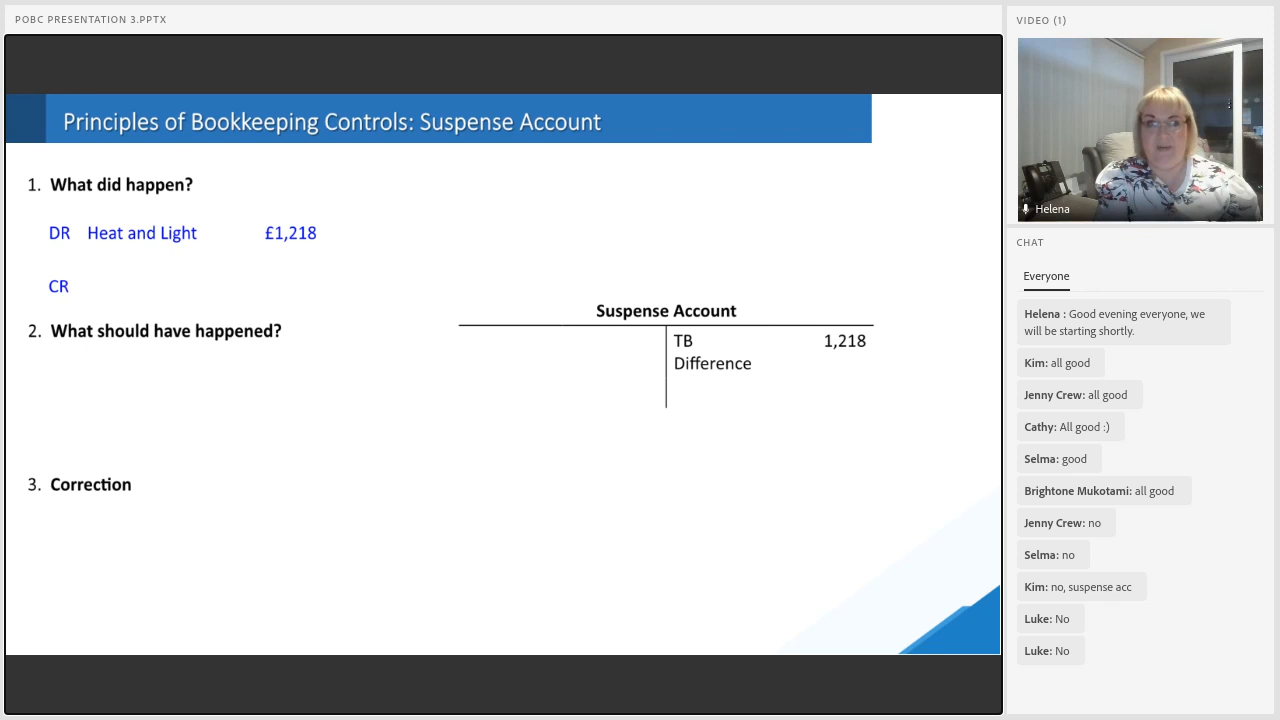 POBC PRESENTATION 3.PPTX
Principles of Bookkeeping Controls: Suspense Account
1. What did happen?
DR Heat and Light £1,218
CR
2. What should have happened?
Suspense Account
TB 1,218
Difference
3. Correction
VIDEO (1)
Helena
CHAT
Everyone
Helena : Good evening everyone, we
will be starting shortly.
Kim: all good
Jenny Crew: all good
Cathy: All good :)
Selma: good
Brightone Mukotami: all good
Jenny Crew: no
Selma: no
Kim: no, suspense acc
Luke: No
Luke: No